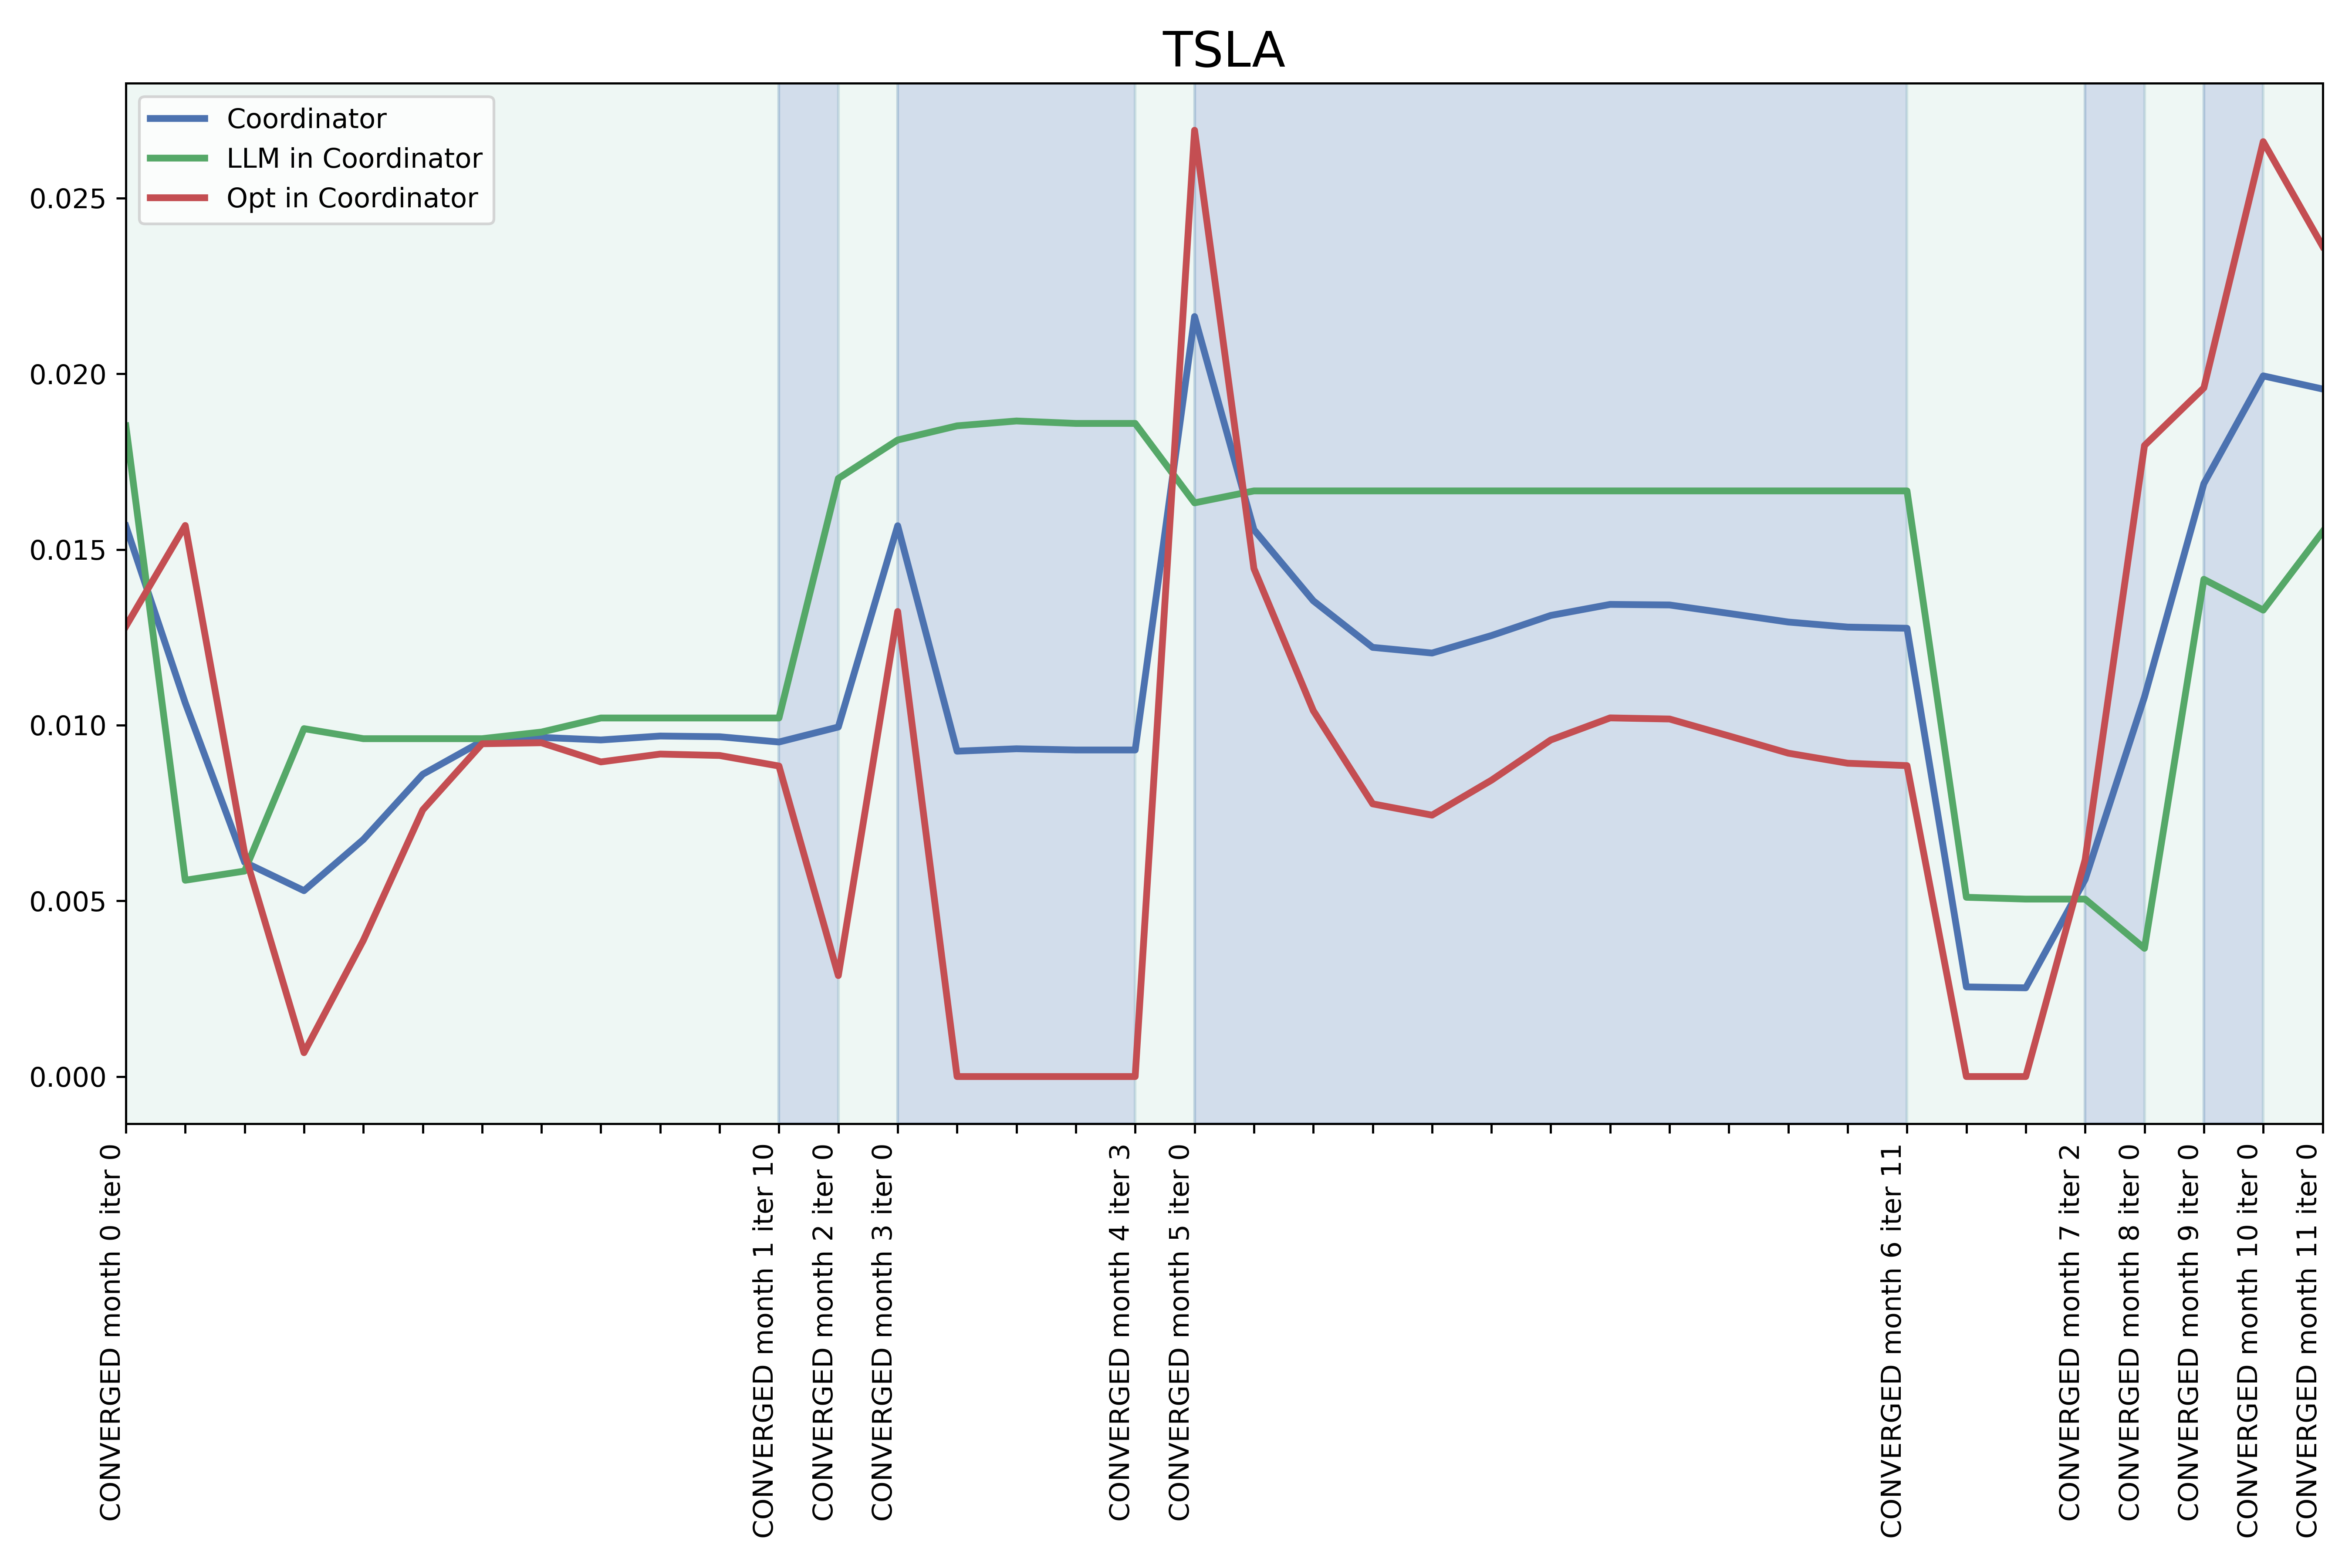 TSLA
Coordinator
LLM in Coordinator
Opt in Coordinator
0.025
0.020
0.015
0.010
0.005
0.000
CONVERGED month 0 iter 0
CONVERGED month 1 iter 10
CONVERGED month 2 iter 0
CONVERGED month 3 iter 0
CONVERGED month 4 iter 3
CONVERGED month 5 iter 0
CONVERGED month 6 iter 11
CONVERGED month 7 iter 2
CONVERGED month 8 iter 0
CONVERGED month 9 iter 0
CONVERGED month 10 iter 0
CONVERGED month 11 iter 0